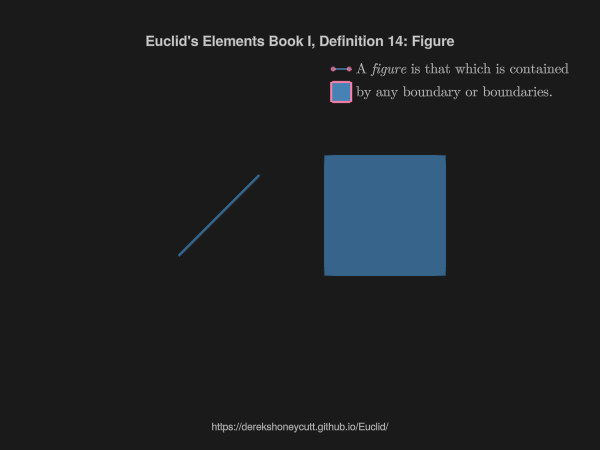 Euclid's Elements Book I, Definition 14: Figure
A figure is that which is contained
by any boundary or boundaries.
https://derekshoneycutt.github.io/Euclid/